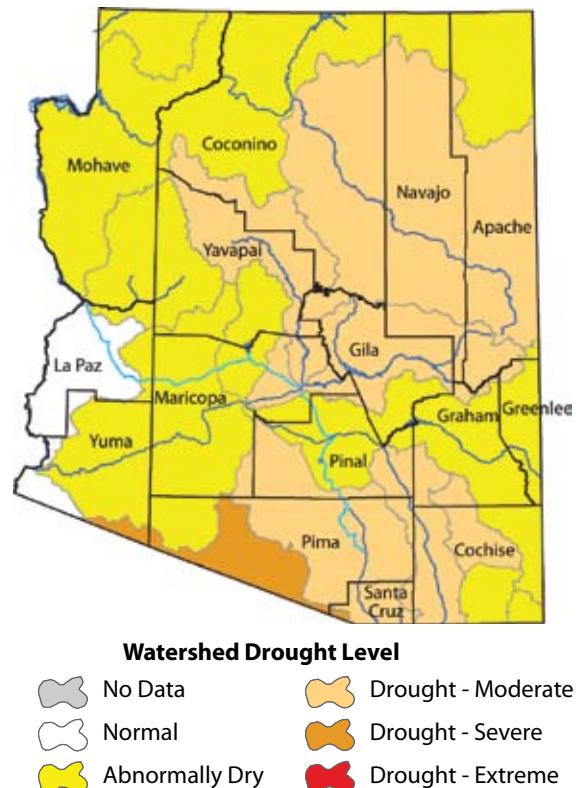 Coconino
Mohave
Navajo
Apache
Yavapai
Gila
La Paz
Maricopa
Graham
Greenlee
Yuma
Pinal
Pima
Cochise
Santa
Cruz
Watershed Drought Level
No Data
Drought - Moderate
Normal
Drought - Severe
Abnormally Dry
Drought - Extreme